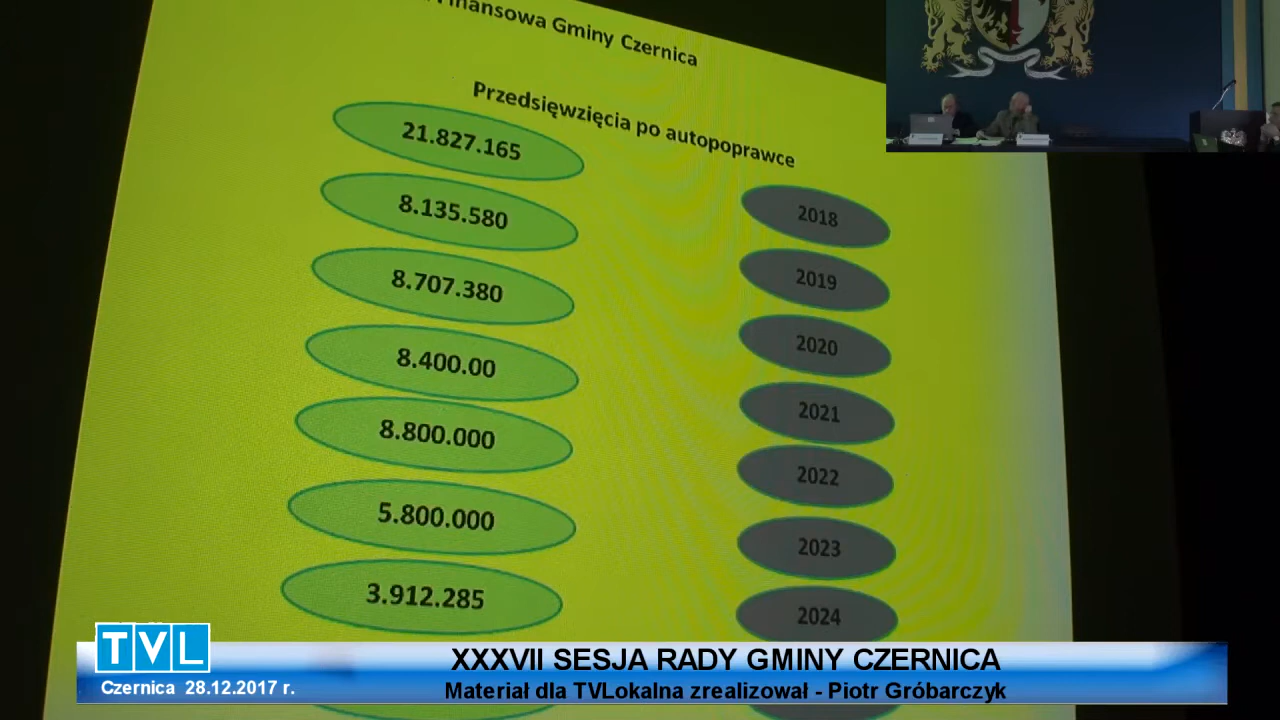 Finansowa Gminy Czernica
Przedsięwzięcia po autopoprawce
21.827.165
2018
8.135.580
2019
8.707.380
2020
8.400.00
2021
8.800.000
2022
5.800.000
2023
3.912.285
2024
TVL
Czernica 28.12.2017 r.
XXXVII SESJA RADY GMINY CZERNICA
Materiał dla TVLokalna zrealizował - Piotr Gróbarczyk